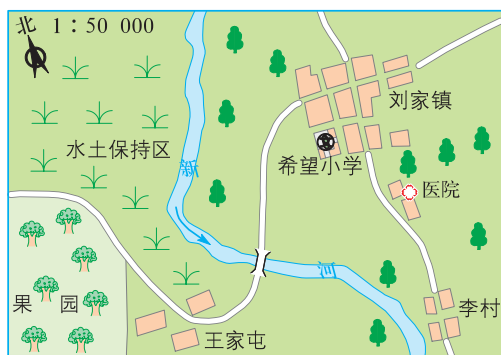 北 1：50 000
刘家镇
水土保持区
希望小学
新
医院
河
果 园
李村
王家屯